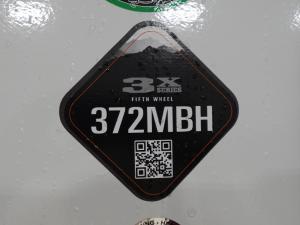 3X
SERIES
FIFTH WHEEL
372MBH